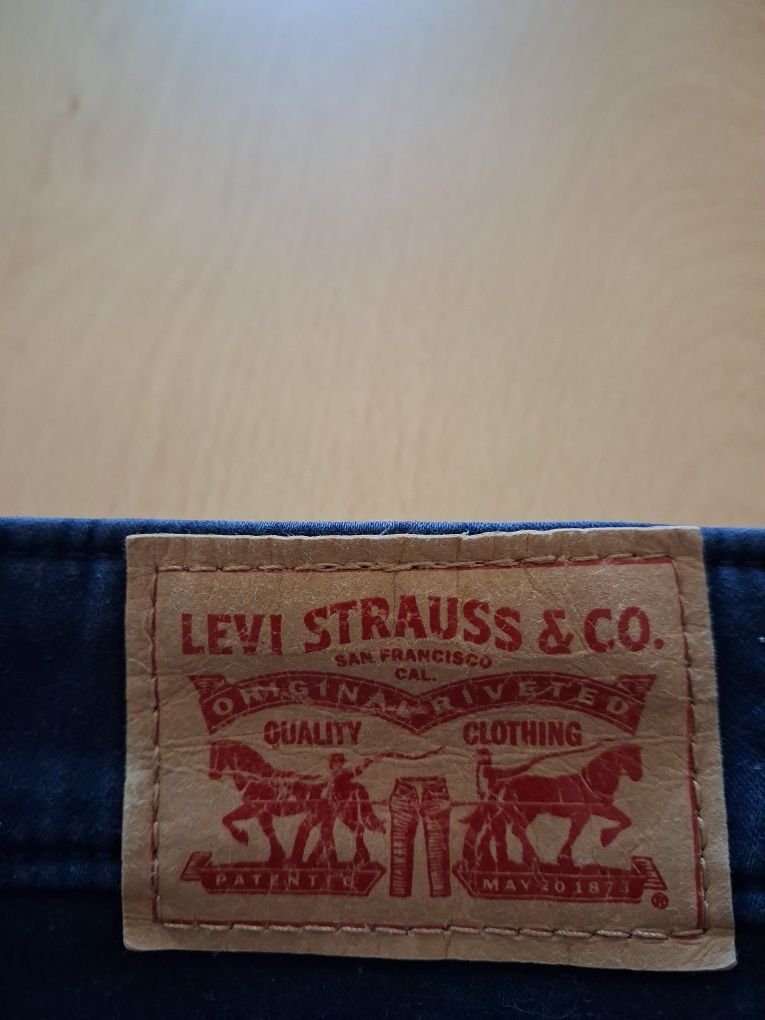 LEVI STRAUSS & CO.
SAN FRANCISCO
CAL.
ORIGINAL RIVETED
QUALITY CLOTHING
PATENTED MAY 20 1873
®